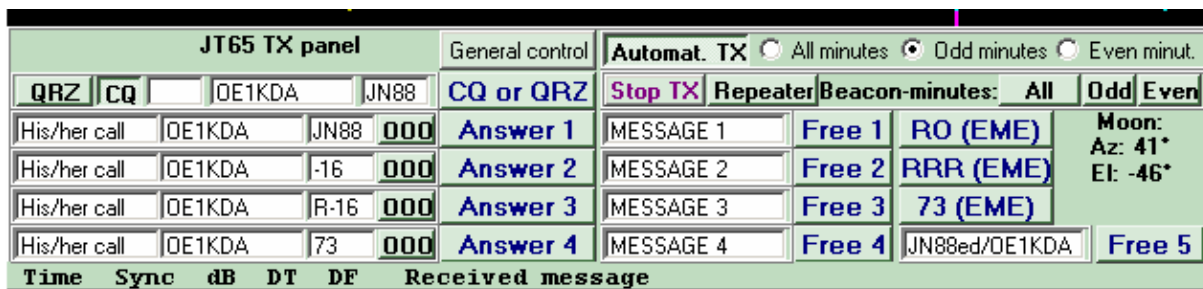 JT65 TX panel General control Automat. TX All minutes Odd minutes Even minut.
QRZ CQ OE1KDA JN88 CQ or QRZ Stop TX Repeater Beacon-minutes: All Odd Even
His/her call OE1KDA JN88 000 Answer 1 MESSAGE 1 Free 1 RO (EME) Moon:
Az: 41°
His/her call OE1KDA -16 000 Answer 2 MESSAGE 2 Free 2 RRR (EME) El: -46°
His/her call OE1KDA R-16 000 Answer 3 MESSAGE 3 Free 3 73 (EME)
His/her call OE1KDA 73 000 Answer 4 MESSAGE 4 Free 4 JN88ed/OE1KDA Free 5
Time Sync dB DT DF Received message